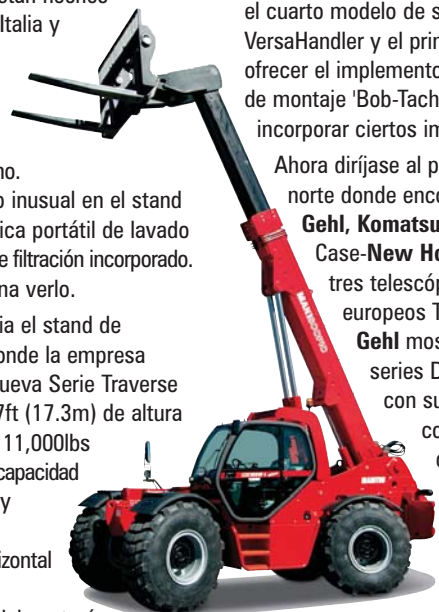 Italia y
no.
o inusual en el stand
ica portátil de lavado
e filtración incorporado.
na verlo.
ia el stand de
onde la empresa
ueva Serie Traverse
7ft (17.3m) de altura
11,000lbs
capacidad
y
izontal
el cuarto modelo de s
VersaHandler y el prin
ofrecer el implemento
de montaje 'Bob-Tach
incorporar ciertos im
Ahora diríjase al p
norte donde enco
Gehl, Komatsu
Case-New Ho
tres telescóp
europeos T
Gehl mos
series D
con su
co
MANITOU